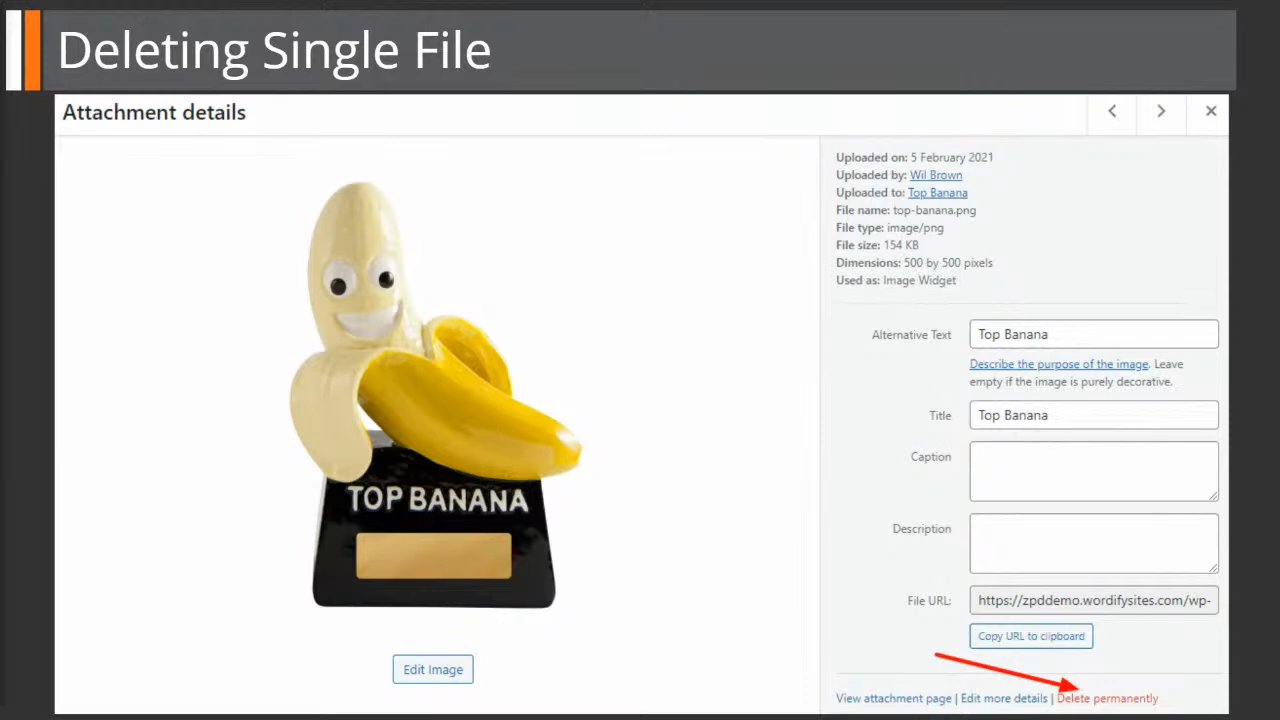 Deleting Single File
Attachment details
TOP BANANA
Edit Image
Uploaded on: 5 February 2021
Uploaded by: Wil Brown
Uploaded to: Top Banana
File name: top-banana.png
File type: image/png
File size: 154 KB
Dimensions: 500 by 500 pixels
Used as: Image Widget
Alternative Text
Top Banana
Describe the purpose of the image. Leave
empty if the image is purely decorative.
Title
Top Banana
Caption
Description
File URL:
https://zpddemo.wordifysites.com/wp-
Copy URL to clipboard
View attachment page | Edit more details | Delete permanently